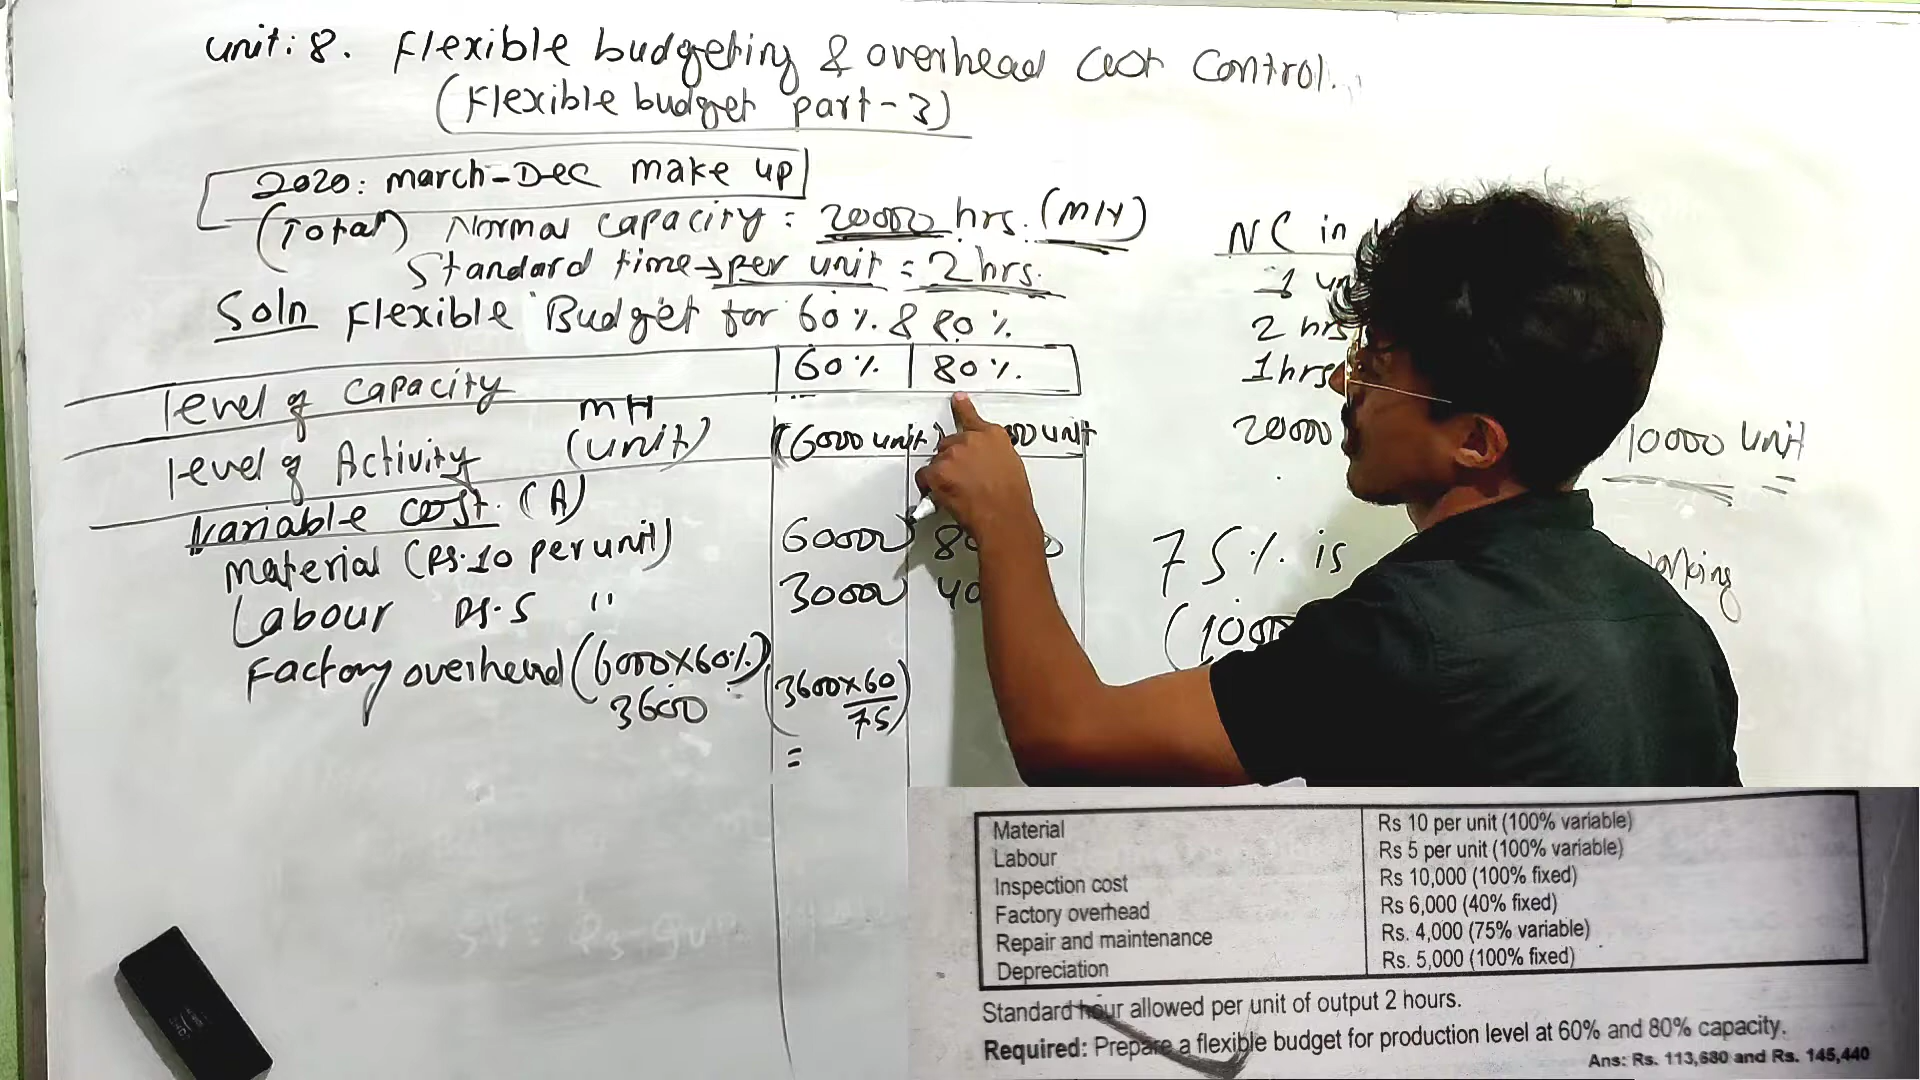 Unit: 8. Flexible budgeting & overhead cost control.
(Flexible budget part-3)
2020: march-Dec make up
(Total) Normal capacity = 20000 hrs. (MH)
Standard time → per unit = 2 hrs.
Soln Flexible Budget for 60% & 80%
Level of capacity 60% 80%
Level of Activity MH (unit) (6000 unit) unit
Variable cost. (A)
Material (Rs.10 per unit) 60000
Labour Rs.5 " 30000
Factory overhead (6000x60%) 3600 (3600x60/75)
=
NC in
1
2 hrs
1hrs
20000 10000 unit
75% is
Material Rs 10 per unit (100% variable)
Labour Rs 5 per unit (100% variable)
Inspection cost Rs 10,000 (100% fixed)
Factory overhead Rs 6,000 (40% fixed)
Repair and maintenance Rs. 4,000 (75% variable)
Depreciation Rs. 5,000 (100% fixed)
Standard hour allowed per unit of output 2 hours.
Required: Prepare a flexible budget for production level at 60% and 80% capacity.
Ans: Rs. 113,680 and Rs. 145,440